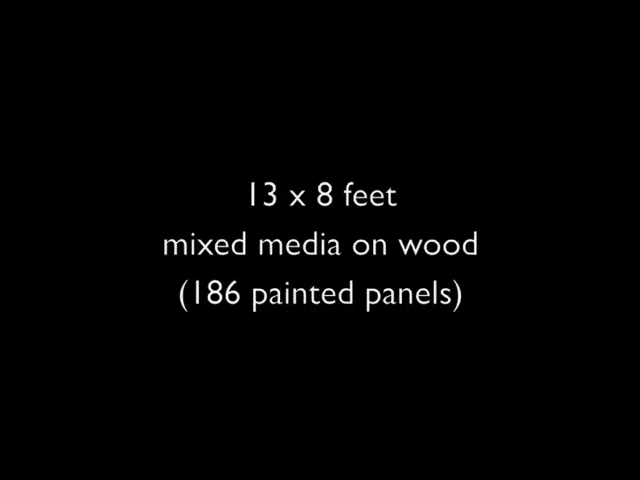 13 x 8 feet
mixed media on wood
(186 painted panels)